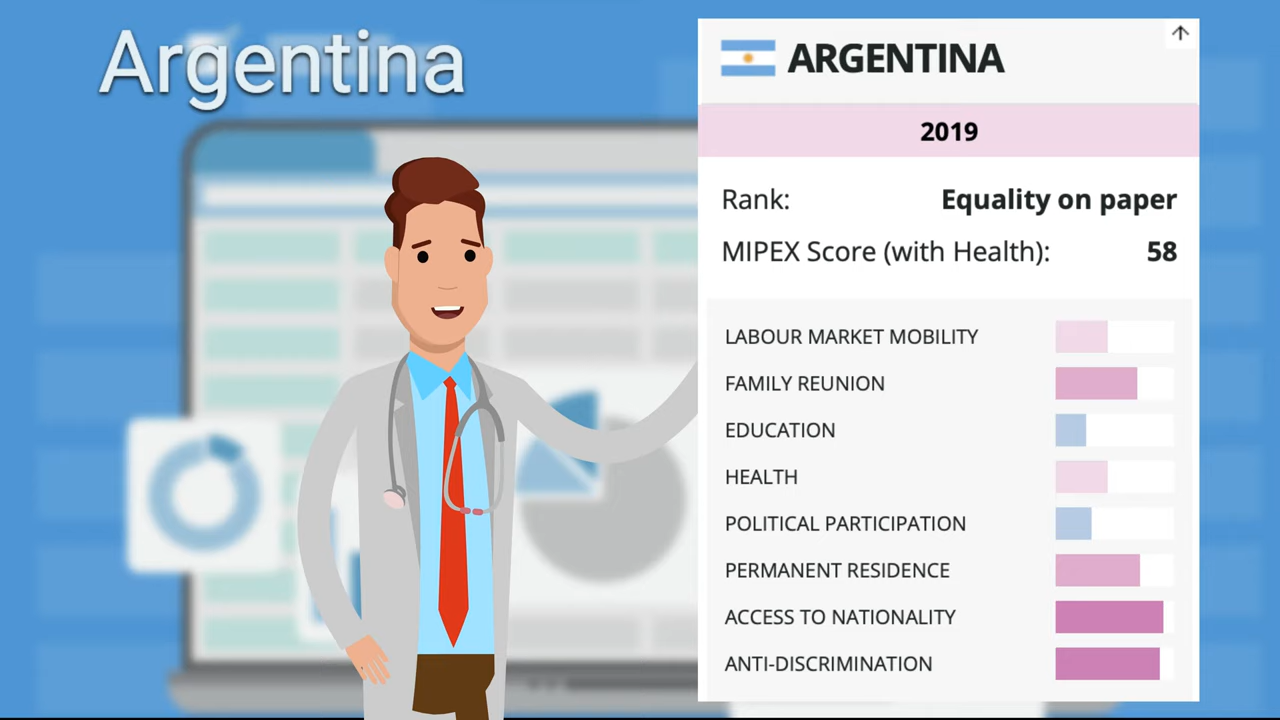 Argentina
ARGENTINA
2019
Rank: Equality on paper
MIPEX Score (with Health): 58
LABOUR MARKET MOBILITY
FAMILY REUNION
EDUCATION
HEALTH
POLITICAL PARTICIPATION
PERMANENT RESIDENCE
ACCESS TO NATIONALITY
ANTI-DISCRIMINATION